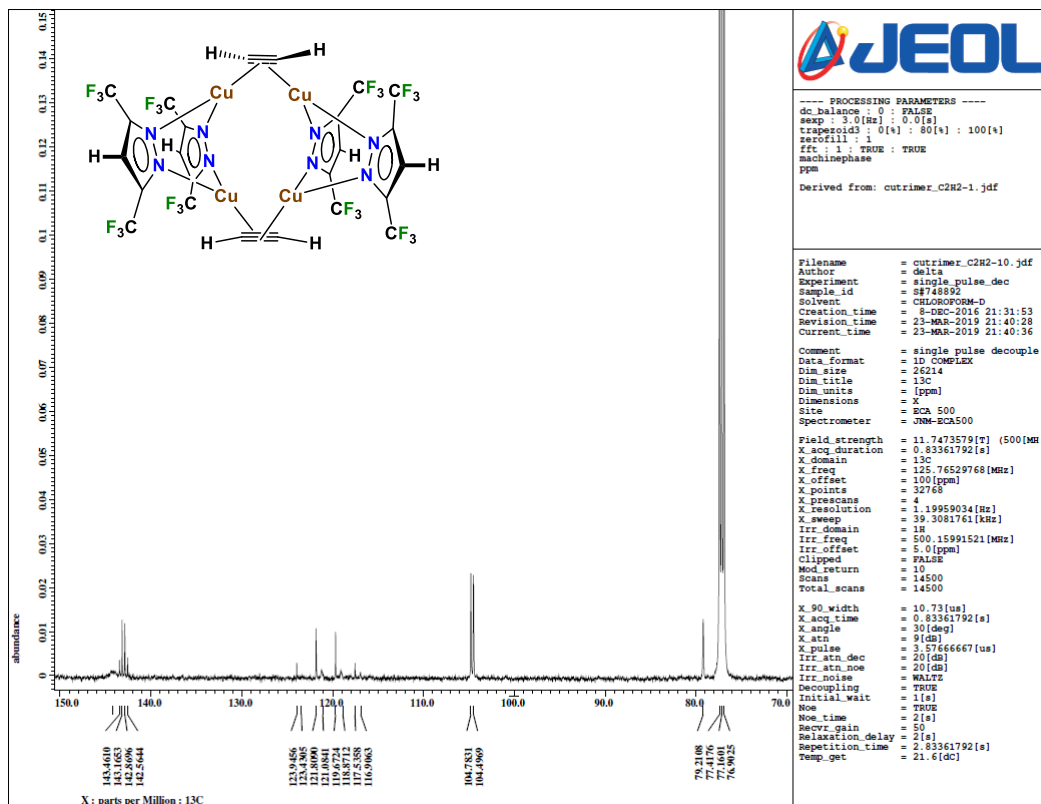 0.15
0.14
0.13
0.12
0.11
0.1
0.09
0.08
0.07
0.06
0.05
0.04
0.03
0.02
0.01
0
abundance
H H
Cu Cu
F3C F3C CF3 CF3
N N N N
H H H H
N N N N
Cu Cu
F3C F3C CF3 CF3
H H
150.0 140.0 130.0 120.0 110.0 100.0 90.0 80.0 70.0
143.4610
143.1653
142.8696
142.5644
123.9456
123.4305
121.8090
121.0841
119.6724
118.8712
117.5358
116.9063
104.7831
104.4969
79.2108
77.4176
77.1601
76.9025
X : parts per Million : 13C
JEOL
---- PROCESSING PARAMETERS ----
dc_balance : 0 : FALSE
sexp : 3.0[Hz] : 0.0[s]
trapezoid3 : 0[%] : 80[%] : 100[%]
zerofill : 1
fft : 1 : TRUE : TRUE
machinephase
ppm
Derived from: cutrimer_C2H2-1.jdf
Filename = cutrimer_C2H2-10.jdf
Author = delta
Experiment = single_pulse_dec
Sample_id = S#748892
Solvent = CHLOROFORM-D
Creation_time = 8-DEC-2016 21:31:53
Revision_time = 23-MAR-2019 21:40:28
Current_time = 23-MAR-2019 21:40:36
Comment = single pulse decouple
Data_format = 1D COMPLEX
Dim_size = 26214
Dim_title = 13C
Dim_units = [ppm]
Dimensions = X
Site = ECA 500
Spectrometer = JNM-ECA500
Field_strength = 11.7473579[T] (500[MH
X_acq_duration = 0.83361792[s]
X_domain = 13C
X_freq = 125.76529768[MHz]
X_offset = 100[ppm]
X_points = 32768
X_prescans = 4
X_resolution = 1.19959034[Hz]
X_sweep = 39.3081761[kHz]
Irr_domain = 1H
Irr_freq = 500.15991521[MHz]
Irr_offset = 5.0[ppm]
Clipped = FALSE
Mod_return = 10
Scans = 14500
Total_scans = 14500
X_90_width = 10.73[us]
X_acq_time = 0.83361792[s]
X_angle = 30[deg]
X_atn = 9[dB]
X_pulse = 3.57666667[us]
Irr_atn_dec = 20[dB]
Irr_atn_noe = 20[dB]
Irr_noise = WALTZ
Decoupling = TRUE
Initial_wait = 1[s]
Noe = TRUE
Noe_time = 2[s]
Recvr_gain = 50
Relaxation_delay = 2[s]
Repetition_time = 2.83361792[s]
Temp_get = 21.6[dC]